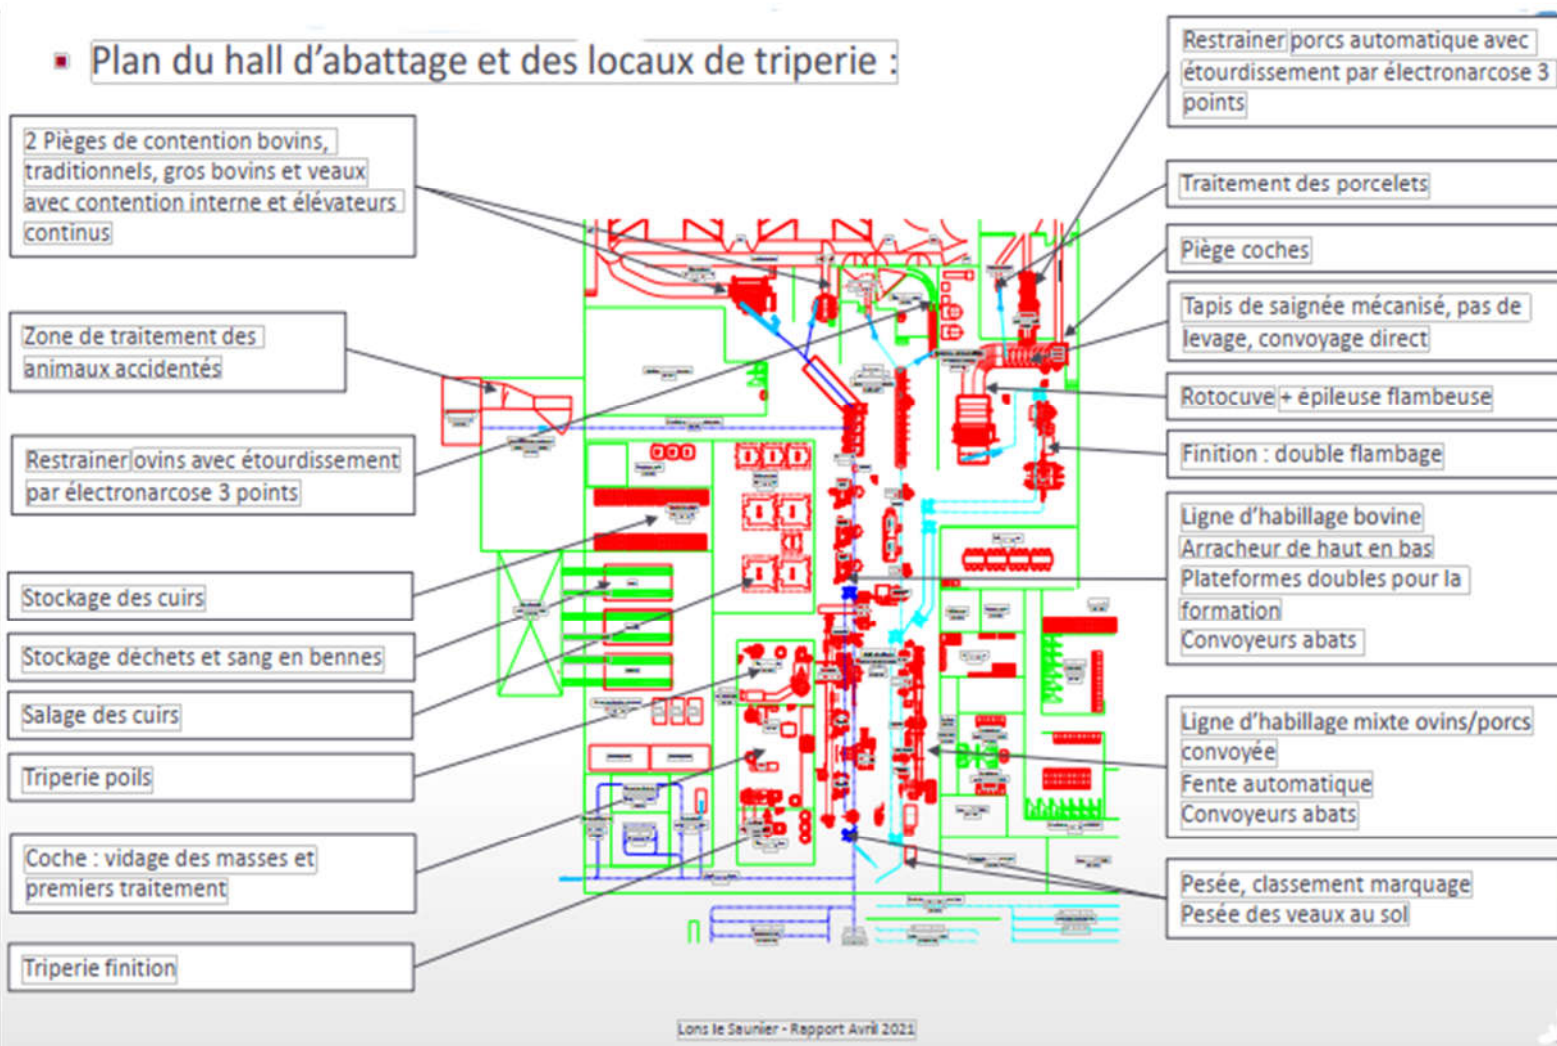 Plan du hall d’abattage et des locaux de triperie :
2 Pièges de contention bovins,
traditionnels, gros bovins et veaux
avec contention interne et élévateurs
continus
Zone de traitement des
animaux accidentés
Restrainer ovins avec étourdissement
par électronarcose 3 points
Stockage des cuirs
Stockage déchets et sang en bennes
Salage des cuirs
Triperie poils
Coche : vidage des masses et
premiers traitement
Triperie finition
Restrainer porcs automatique avec
étourdissement par électronarcose 3
points
Traitement des porcelets
Piège coches
Tapis de saignée mécanisé, pas de
levage, convoyage direct
Rotocuve + épileuse flambeuse
Finition : double flambage
Ligne d’habillage bovine
Arracheur de haut en bas
Plateformes doubles pour la
formation
Convoyeurs abats
Ligne d’habillage mixte ovins/porcs
convoyée
Fente automatique
Convoyeurs abats
Pesée, classement marquage
Pesée des veaux au sol
Lons le Saunier - Rapport Avril 2021